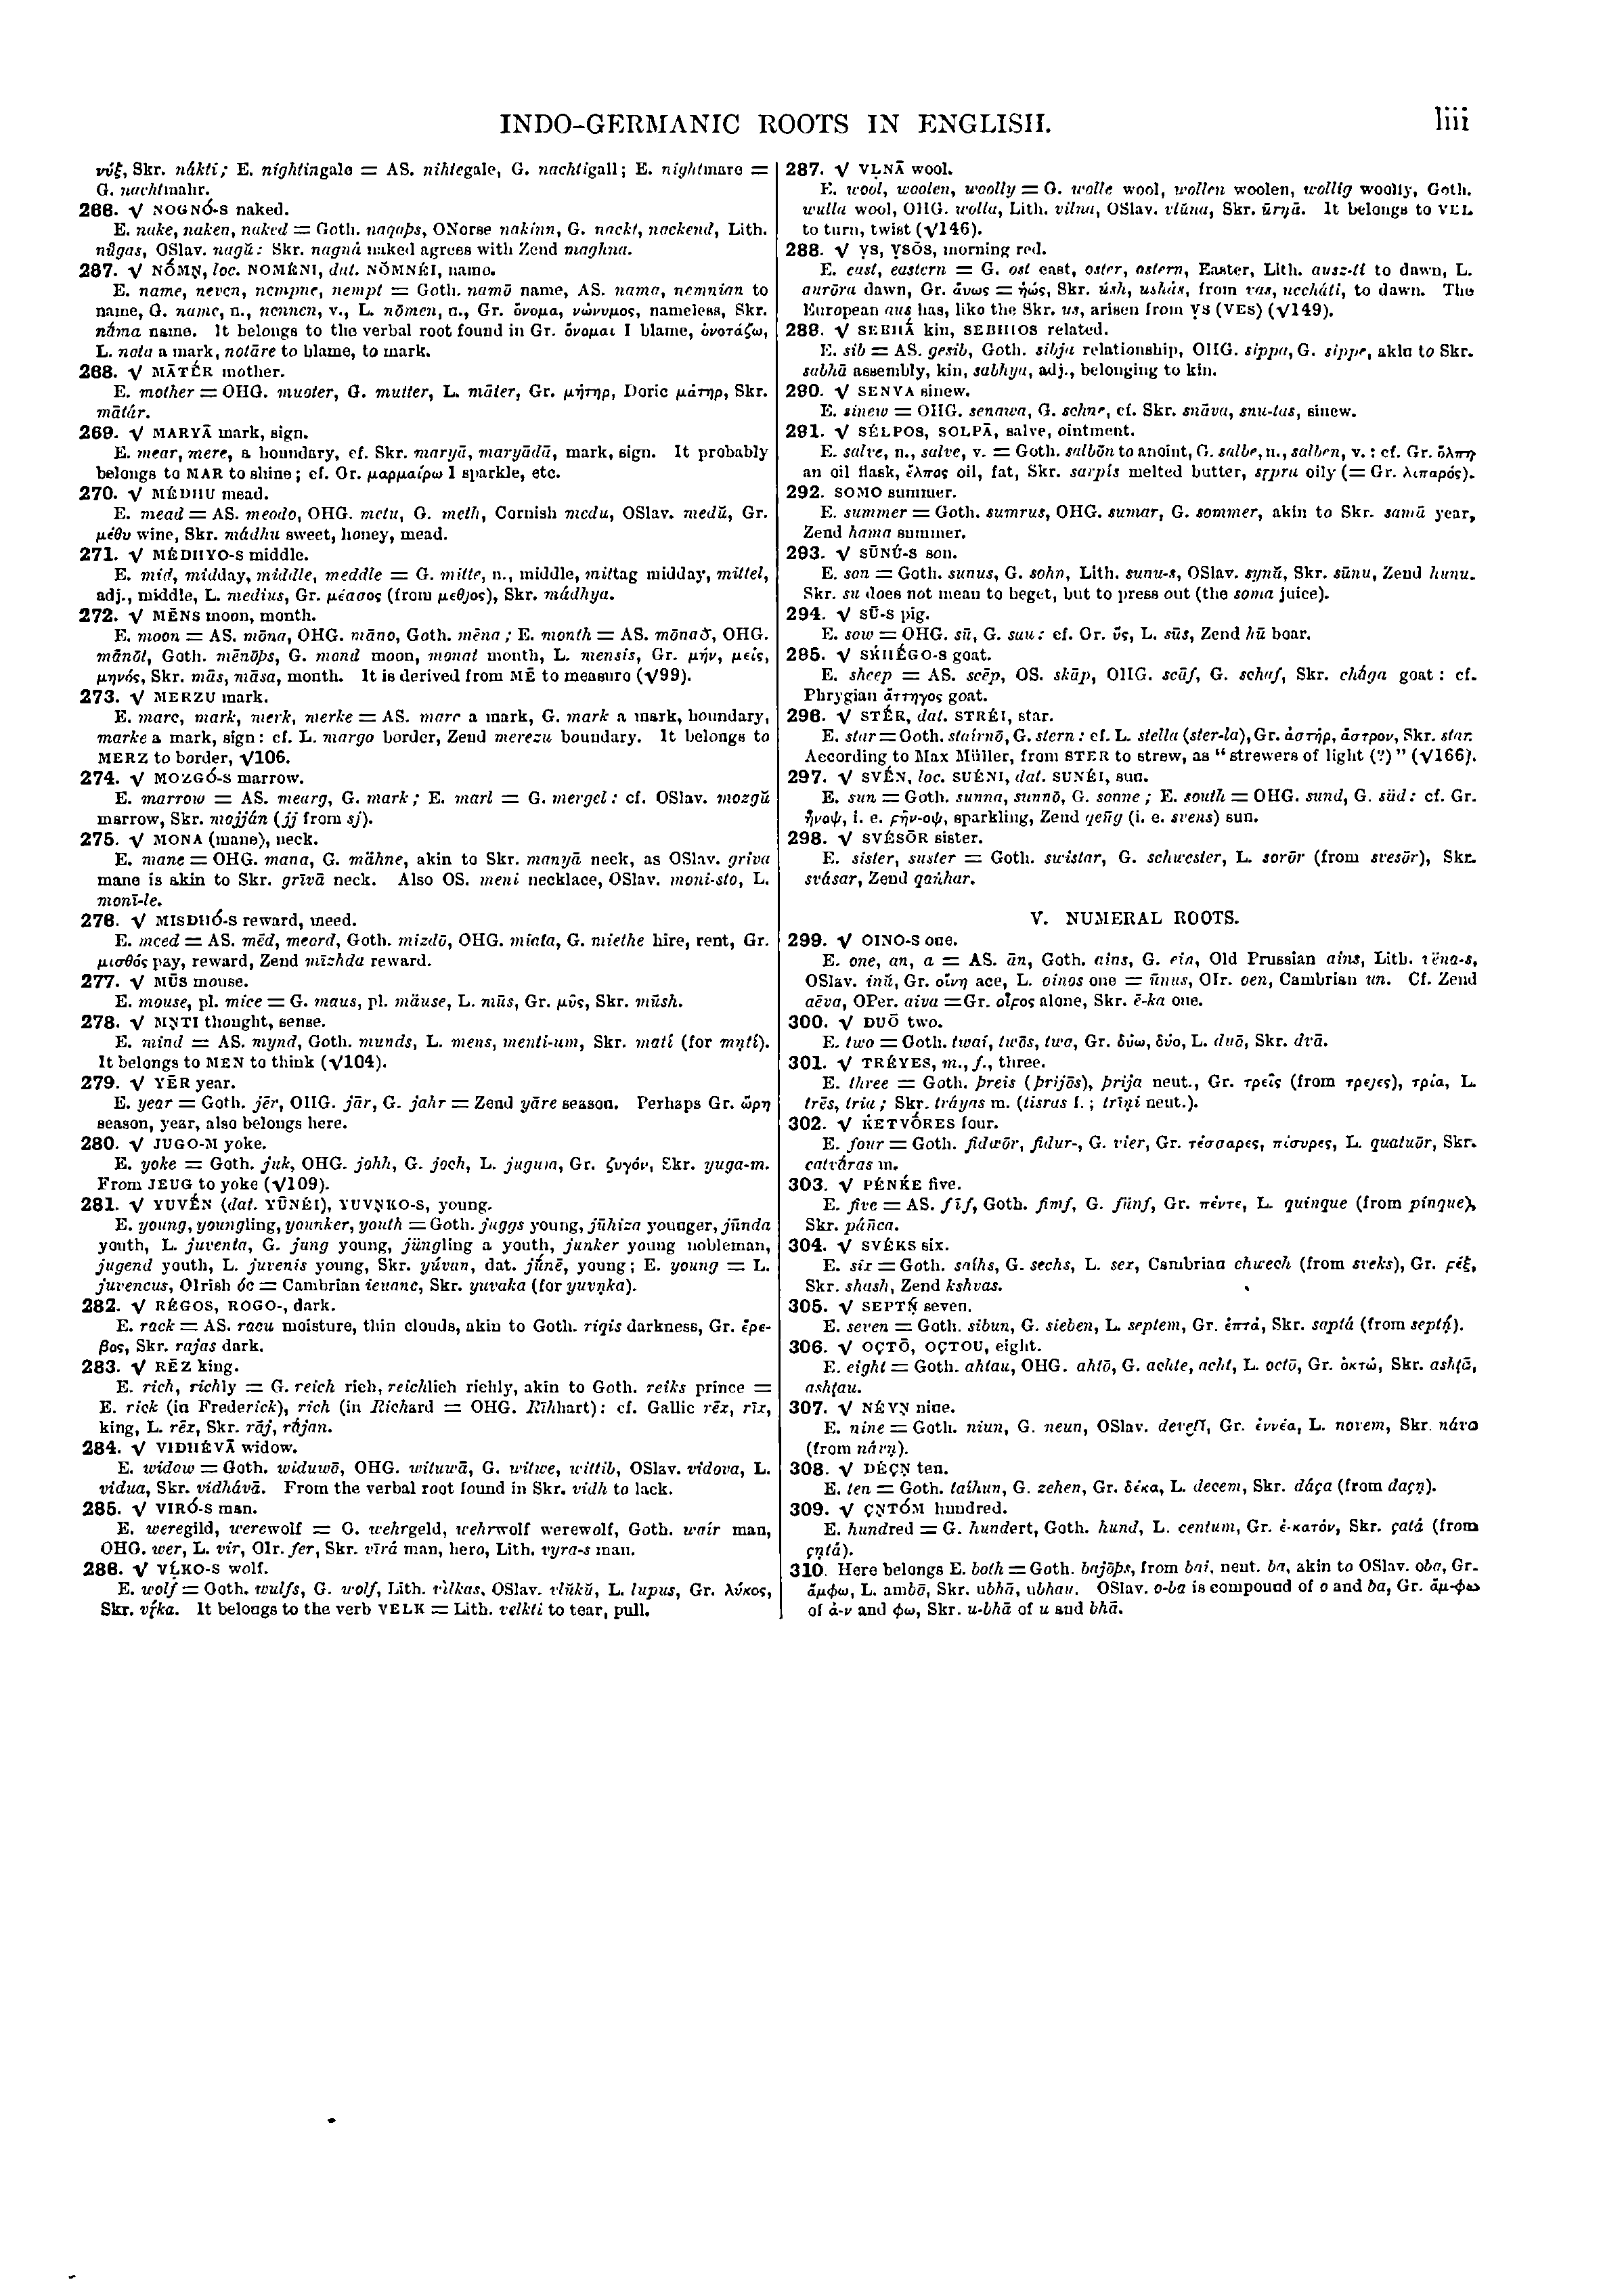 INDO-GERMANIC ROOTS IN ENGLISH.
liii
νύξ, Skr. nákti; E. nightingale = AS. nihtegale, G. nachtigall; E. nightmare =
G. nachtmahr.
266. √ NOGNÓ-S naked.
E. nake, naken, naked = Goth. naqaþs, ONorse nakinn, G. nackt, nackend, Lith.
nůgas, OSlav. nagŭ: Skr. nagná naked agrees with Zend maghna.
267. √ NÓMṆ, loc. NOMÉNI, dat. NŎMNÉI, name.
E. name, neven, nempne, nempt = Goth. namō name, AS. nama, nemnian to
name, G. name, n., nennen, v., L. nōmen, n., Gr. ὄνομα, νώνυμος, nameless, Skr.
nā́ma name. It belongs to the verbal root found in Gr. ὄνομαι I blame, ὀνοτάζω,
L. nota a mark, notāre to blame, to mark.
268. √ MĀTÉR mother.
E. mother = OHG. muoter, G. mutter, L. māter, Gr. μήτηρ, Doric μάτηρ, Skr.
mātár.
269. √ MARYĀ mark, sign.
E. mear, mere, a boundary, cf. Skr. maryā, maryādā, mark, sign. It probably
belongs to MAR to shine; cf. Gr. μαρμαίρω I sparkle, etc.
270. √ MÉDHU mead.
E. mead = AS. meodo, OHG. metu, G. meth, Cornish medu, OSlav. medŭ, Gr.
μέθυ wine, Skr. mádhu sweet, honey, mead.
271. √ MÉDHYO-S middle.
E. mid, midday, middle, meddle = G. mitte, n., middle, mittag midday, mittel,
adj., middle, L. medius, Gr. μέσσος (from μεθjος), Skr. mádhya.
272. √ MĒNS moon, month.
E. moon = AS. mōna, OHG. māno, Goth. mēna; E. month = AS. mōnað, OHG.
mānōt, Goth. mēnōþs, G. mond moon, monat month, L. mensis, Gr. μήν, μείς,
μηνός, Skr. mās, māsa, month. It is derived from MĒ to measure (√99).
273. √ MERZU mark.
E. marc, mark, merk, merke = AS. marc a mark, G. mark a mark, boundary,
marke a mark, sign: cf. L. margo border, Zend merezu boundary. It belongs to
MERZ to border, √106.
274. √ MOZGÓ-S marrow.
E. marrow = AS. mearg, G. mark; E. marl = G. mergel: cf. OSlav. mozgŭ
marrow, Skr. majján (jj from sj).
275. √ MONA (mane), neck.
E. mane = OHG. mana, G. mähne, akin to Skr. manyā neck, as OSlav. griva
mane is akin to Skr. grīvā neck. Also OS. meni necklace, OSlav. moni-sto, L.
monī-le.
276. √ MISDHÓ-S reward, meed.
E. meed = AS. mēd, meord, Goth. mizdō, OHG. miata, G. miethe hire, rent, Gr.
μισθός pay, reward, Zend mīzhda reward.
277. √ MŪS mouse.
E. mouse, pl. mice = G. maus, pl. mäuse, L. mūs, Gr. μῦς, Skr. mūsh.
278. √ MṆTI thought, sense.
E. mind = AS. mynd, Goth. munds, L. mens, menti-um, Skr. matí (for mṇtí).
It belongs to MEN to think (√104).
279. √ YĒR year.
E. year = Goth. jēr, OHG. jār, G. jahr = Zend yāre season. Perhaps Gr. ὥρη
season, year, also belongs here.
280. √ JUGO-M yoke.
E. yoke = Goth. juk, OHG. johh, G. joch, L. jugum, Gr. ζυγόν, Skr. yuga-m.
From JEUG to yoke (√109).
281. √ YUVÉN (dat. YŪNÉI), YUVṆKO-S, young.
E. young, youngling, younker, youth = Goth. juggs young, jūhiza younger, jūnda
youth, L. juventa, G. jung young, jüngling a youth, junker young nobleman,
jugend youth, L. juvenis young, Skr. yúvan, dat. jū́nē, young; E. young = L.
juvencus, OIrish óc = Cambrian ieuanc, Skr. yuvaka (for yuvṇka).
282. √ RÉGOS, ROGO-, dark.
E. rack = AS. racu moisture, thin clouds, akin to Goth. riqis darkness, Gr. ἔρε-
βος, Skr. rajas dark.
283. √ RĒZ king.
E. rich, richly = G. reich rich, reichlich richly, akin to Goth. reiks prince =
E. rick (in Frederick), rich (in Richard = OHG. Rīhhart): cf. Gallic rēx, rīx,
king, L. rēx, Skr. rāj, rā́jan.
284. √ VIDHÉVĀ widow.
E. widow = Goth. widuwō, OHG. wituwā, G. witwe, wittib, OSlav. vidova, L.
vidua, Skr. vidhávā. From the verbal root found in Skr. vidh to lack.
285. √ VIRÓ-S man.
E. weregild, werewolf = G. wehrgeld, wehrwolf werewolf, Goth. waír man,
OHG. wer, L. vir, OIr. fer, Skr. vīrá man, hero, Lith. vyra-s man.
286. √ VḶ́KO-S wolf.
E. wolf = Goth. wulfs, G. wolf, Lith. vìlkas, OSlav. vlŭkŭ, L. lupus, Gr. λύκος,
Skr. vṛ́ka. It belongs to the verb VELK = Lith. velkti to tear, pull.
287. √ VḶNĀ wool.
E. wool, woolen, woolly = G. wolle wool, wollen woolen, wollig woolly, Goth.
wulla wool, OHG. wolla, Lith. vilna, OSlav. vlŭna, Skr. ūrṇā. It belongs to VEL
to turn, twist (√146).
288. √ V̤S, V̤SŌS, morning red.
E. east, eastern = G. ost east, oster, ostern, Easter, Lith. ausz-ti to dawn, L.
aurōra dawn, Gr. ἄυως = ἠώς, Skr. úsh, ushás, from vas, ucchāti, to dawn. The
European aus has, like the Skr. us, arisen from V̤S (VES) (√149).
289. √ SEBHÁ kin, SEBHIOS related.
E. sib = AS. gesib, Goth. sibja relationship, OHG. sippa, G. sippe, akin to Skr.
sabhā assembly, kin, sabhya, adj., belonging to kin.
290. √ SENVA sinew.
E. sinew = OHG. senawa, G. sehne, cf. Skr. snāva, snu-tas, sinew.
291. √ SÉLPOS, SOLPĀ, salve, ointment.
E. salve, n., salve, v. = Goth. salbōn to anoint, G. salbe, n., salben, v.: cf. Gr. ὄλπη
an oil flask, ἔλπος oil, fat, Skr. sarpis melted butter, sṛpru oily (= Gr. λιπαρός).
292. SOMO summer.
E. summer = Goth. sumrus, OHG. sumar, G. sommer, akin to Skr. samā year,
Zend hama summer.
293. √ SŪNÚ-S son.
E. son = Goth. sunus, G. sohn, Lith. sunu-s, OSlav. synŭ, Skr. sūnu, Zend hunu.
Skr. su does not mean to beget, but to press out (the soma juice).
294. √ SŪ-S pig.
E. sow = OHG. sū, G. sau: cf. Gr. ὗς, L. sūs, Zend hū boar.
295. √ SḰHÉGO-S goat.
E. sheep = AS. scēp, OS. skāp, OHG. scāf, G. schaf, Skr. chā́ga goat: cf.
Phrygian ἄττηγος goat.
296. √ STÉR, dat. STRÉI, star.
E. star = Goth. staírnō, G. stern: cf. L. stella (ster-la), Gr. ἀστήρ, ἄστρον, Skr. star.
According to Max Müller, from STER to strew, as "strewers of light (?)" (√166).
297. √ SVÉN, loc. SUÉNI, dat. SUNÉI, sun.
E. sun = Goth. sunna, sunnō, G. sonne; E. south = OHG. sund, G. süd: cf. Gr.
ἦνοψ, i. e. ϝῆν-οψ, sparkling, Zend qeñg (i. e. svens) sun.
298. √ SVÉSŌR sister.
E. sister, suster = Goth. swistar, G. schwester, L. sorōr (from svesōr), Skr.
svásar, Zend qaṅhar.
V. NUMERAL ROOTS.
299. √ OINO-S one.
E. one, an, a = AS. ān, Goth. ains, G. ein, Old Prussian ains, Lith. vëna-s,
OSlav. inŭ, Gr. οἴνη ace, L. oinos one = ūnus, OIr. oen, Cambrian un. Cf. Zend
aēva, OPer. aiva = Gr. οἶϝος alone, Skr. ē-ka one.
300. √ DUŌ two.
E. two = Goth. twai, twōs, twa, Gr. δύω, δύο, L. duō, Skr. dvā.
301. √ TRÉYES, m., f., three.
E. three = Goth. þreis (þrijōs), þrija neut., Gr. τρεῖς (from τρεjες), τρία, L.
trēs, tria; Skr. tráyas m. (tisras f.; trīṇi neut.).
302. √ ḰETVṒRES four.
E. four = Goth. fidwōr, fidur-, G. vier, Gr. τέσσαρες, πίσυρες, L. quatuōr, Skr.
catvā́ras m.
303. √ PÉNḰE five.
E. five = AS. fīf, Goth. fimf, G. fünf, Gr. πέντε, L. quinque (from pinque),
Skr. páñca.
304. √ SVÉKS six.
E. six = Goth. saíhs, G. sechs, L. sex, Cambrian chwech (from sveks), Gr. ϝέξ,
Skr. shash, Zend kshvas.
305. √ SEPTṆ́ seven.
E. seven = Goth. sibun, G. sieben, L. septem, Gr. ἑπτά, Skr. saptá (from septṇ́).
306. √ OÇTŌ, OÇTOU, eight.
E. eight = Goth. ahtau, OHG. ahtō, G. achte, acht, L. octō, Gr. ὀκτώ, Skr. ashṭā,
ashṭau.
307. √ NÉVṆ nine.
E. nine = Goth. niun, G. neun, OSlav. Gr. ἐννέα, L. novem, Skr. náva
(from návṇ).
308. √ DÉÇṆ ten.
E. ten = Goth. taíhun, G. zehen, Gr. δέκα, L. decem, Skr. dáça (from daçṇ).
309. √ ÇṆTÓM hundred.
E. hundred = G. hundert, Goth. hund, L. centum, Gr. ἑ-κατόν, Skr. çatá (from
çṇtá).
310. Here belongs E. both = Goth. bajōþs, from bai, neut. ba, akin to OSlav. oba, Gr.
ἄμφω, L. ambō, Skr. ubhā, ubhau. OSlav. o-ba is compound of o and ba, Gr. ἄμ-φω
of ἀ-ν and φω, Skr. u-bhā of u and bhā.